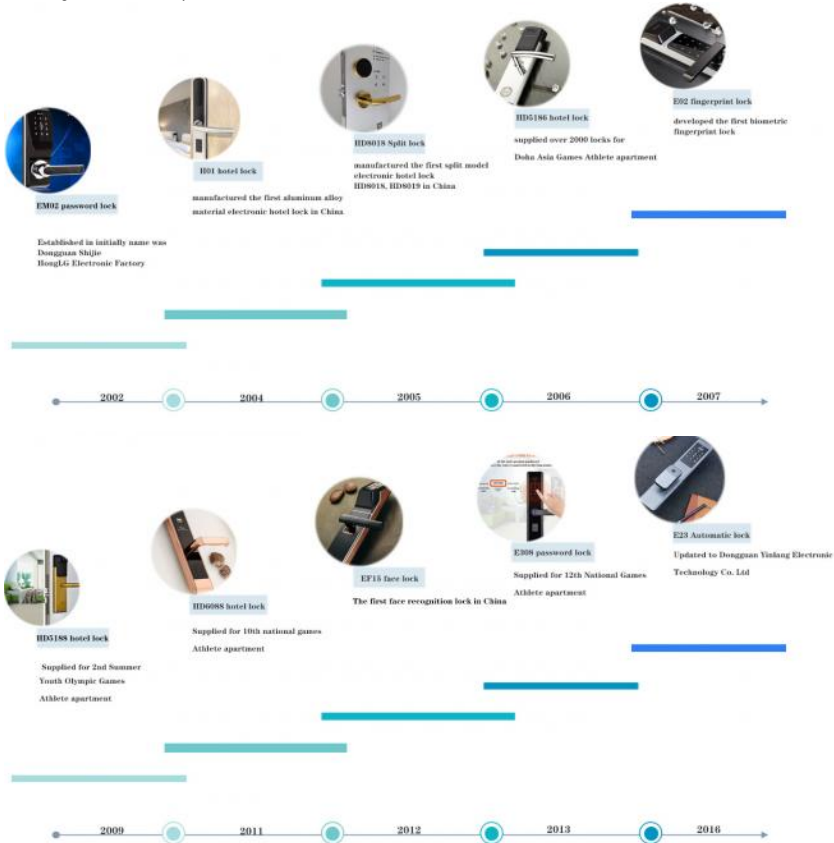 EM02 password lock
Established in initially name was
Dongguan Shijie
HongLG Electronic Factory
H01 hotel lock
manufactured the first aluminum alloy
material electronic hotel lock in China
HD8018 Split lock
manufactured the first split model
electronic hotel lock
HD8018, HD8019 in China
HD5186 hotel lock
supplied over 2000 locks for
Doha Asia Games Athlete apartment
E02 fingerprint lock
developed the first biometric
fingerprint lock
2002
2004
2005
2006
2007
HD5188 hotel lock
Supplied for 2nd Summer
Youth Olympic Games
Athlete apartment
HD6088 hotel lock
Supplied for 10th national games
Athlete apartment
EF15 face lock
The first face recognition lock in China
E308 password lock
Supplied for 12th National Games
Athlete apartment
E23 Automatic lock
Updated to Dongguan Yinlang Electronic
Technology Co. Ltd
2009
2011
2012
2013
2016